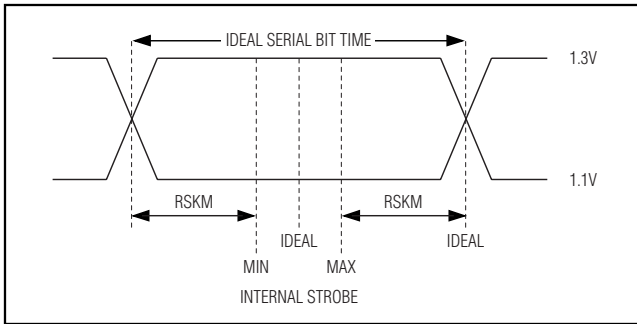 IDEAL SERIAL BIT TIME
1.3V
1.1V
RSKM
RSKM
IDEAL
IDEAL
MIN
MAX
INTERNAL STROBE